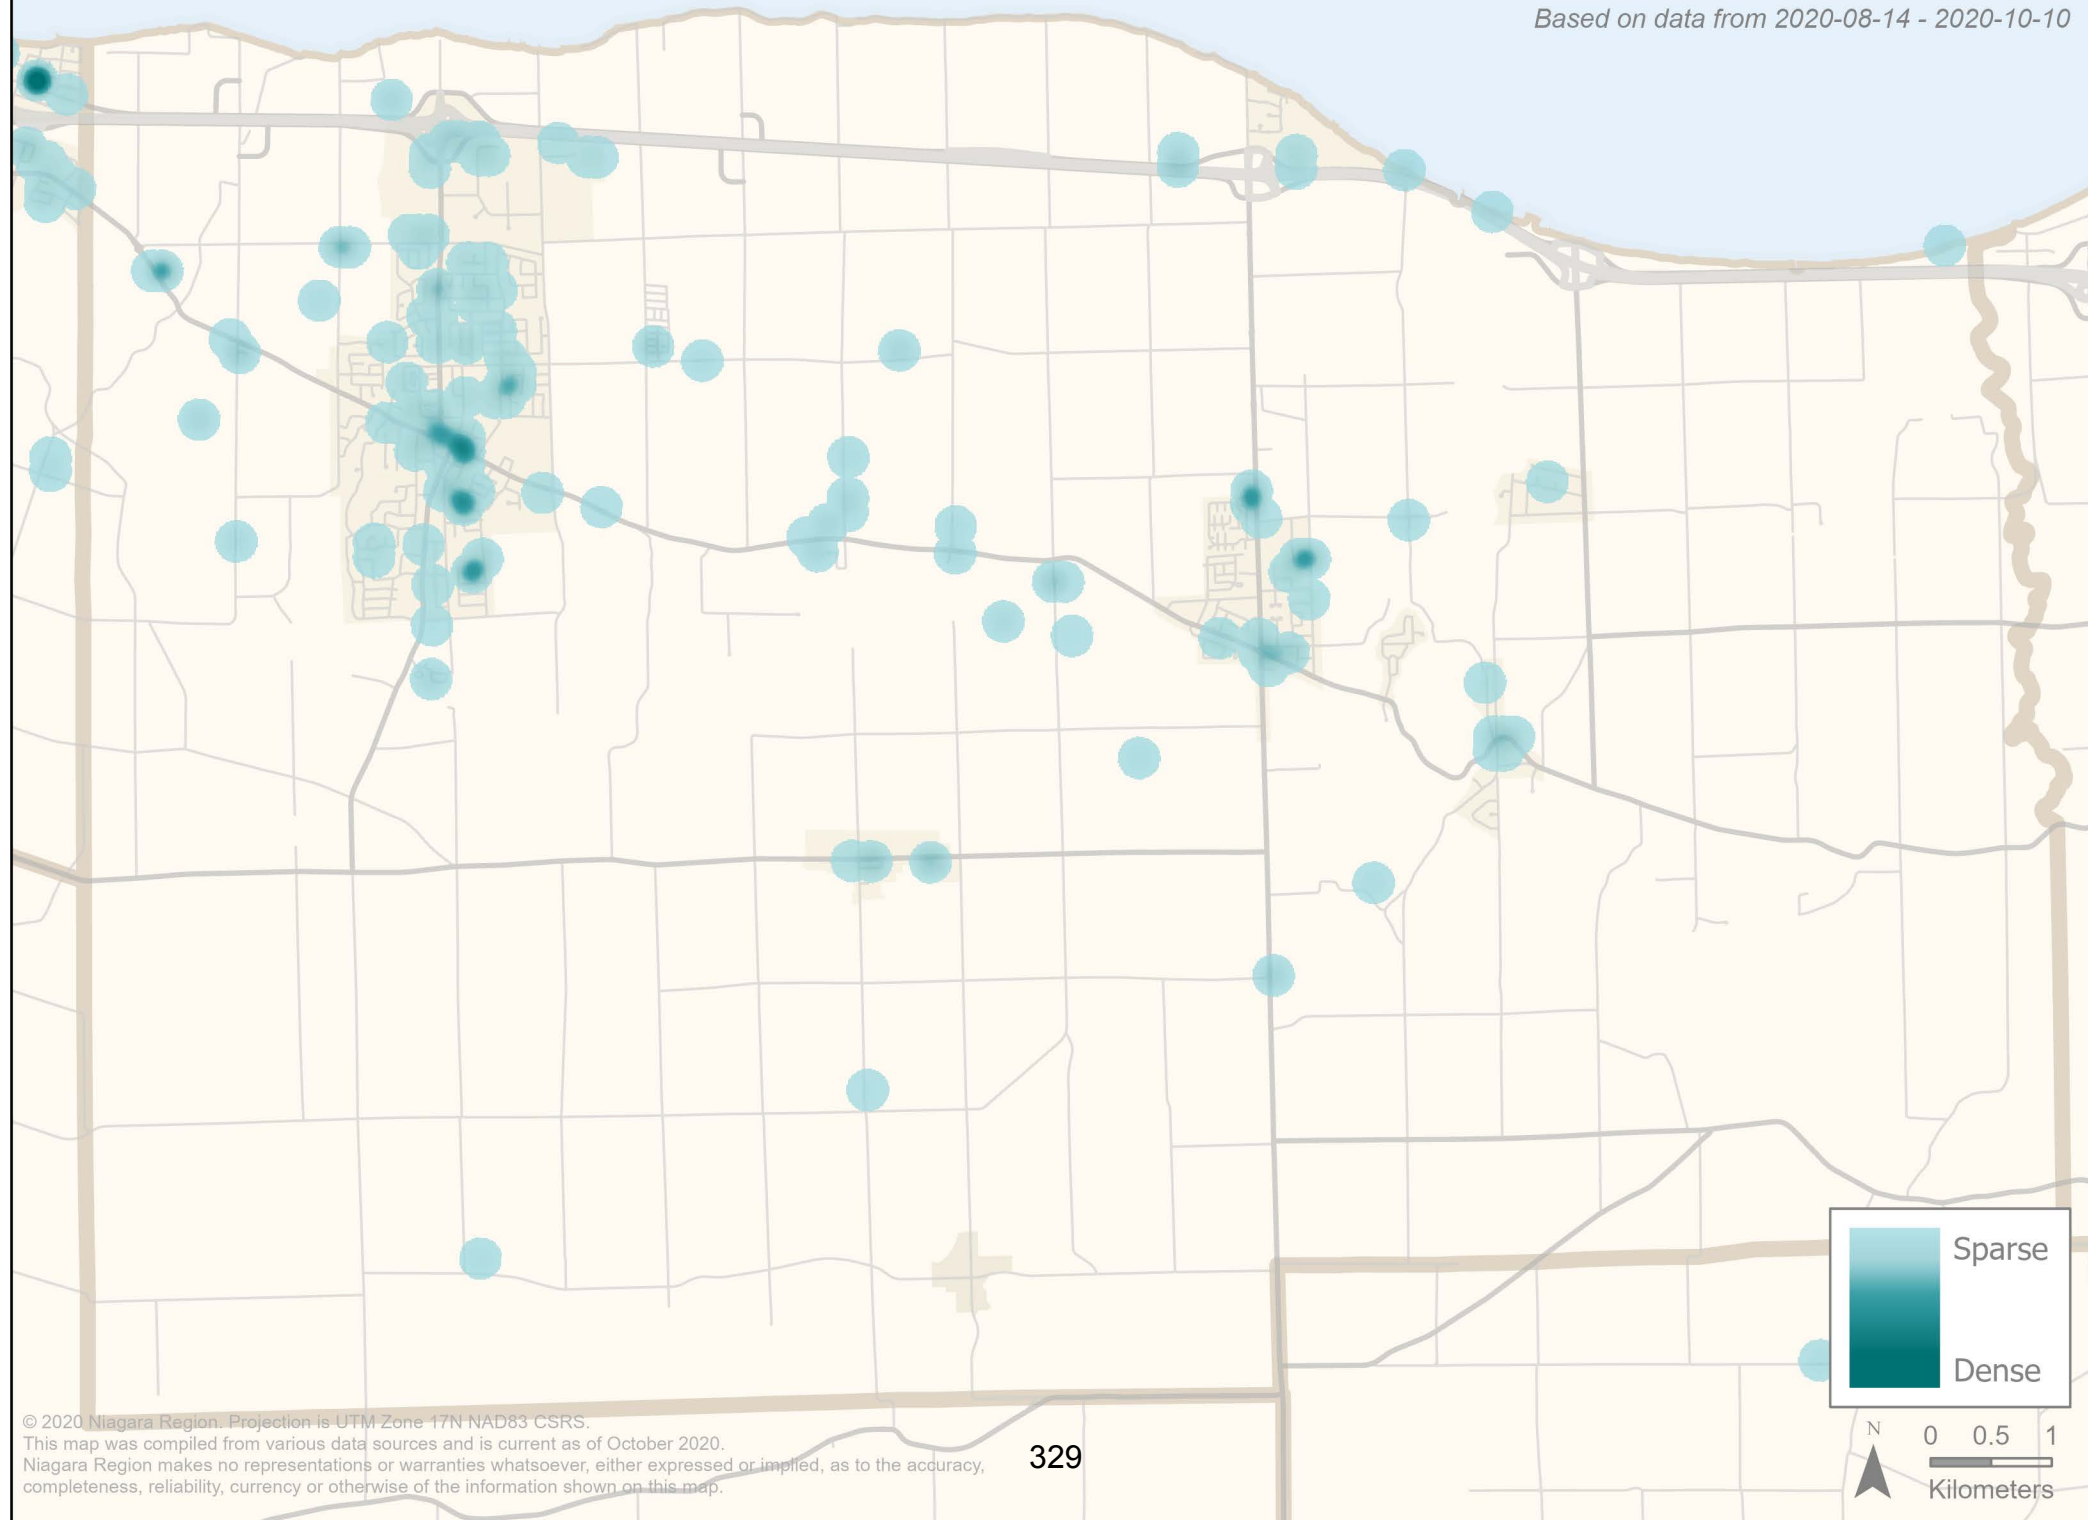 Based on data from 2020-08-14 - 2020-10-10
Sparse
Dense
© 2020 Niagara Region. Projection is UTM Zone 17N NAD83 CSRS.
This map was compiled from various data sources and is current as of October 2020.
Niagara Region makes no representations or warranties whatsoever, either expressed or implied, as to the accuracy,
completeness, reliability, currency or otherwise of the information shown on this map.
329
N
0 0.5 1
Kilometers